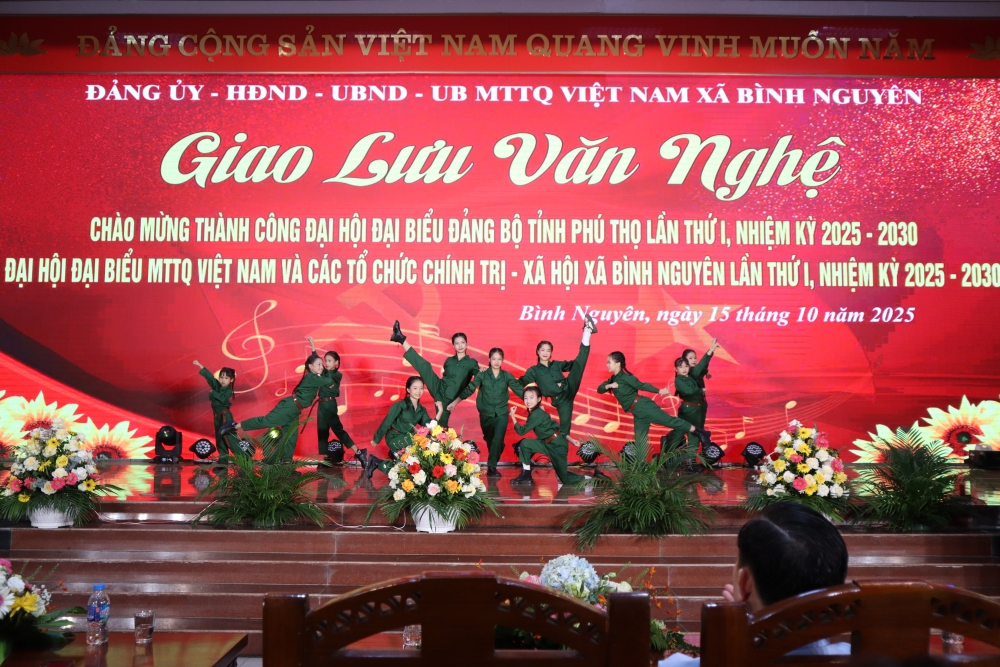 ĐẢNG CỘNG SẢN VIỆT NAM QUANG VINH MUÔN NĂM
ĐẢNG ỦY - HĐND - UBND - UB MTTQ VIỆT NAM XÃ BÌNH NGUYÊN
Giao Lưu Văn Nghệ
CHÀO MỪNG THÀNH CÔNG ĐẠI HỘI ĐẠI BIỂU ĐẢNG BỘ TỈNH PHÚ THỌ LẦN THỨ I, NHIỆM KỲ 2025 - 2030
ĐẠI HỘI ĐẠI BIỂU MTTQ VIỆT NAM VÀ CÁC TỔ CHỨC CHÍNH TRỊ - XÃ HỘI XÃ BÌNH NGUYÊN LẦN THỨ I, NHIỆM KỲ 2025 - 2030
Bình Nguyên, ngày 15 tháng 10 năm 2025